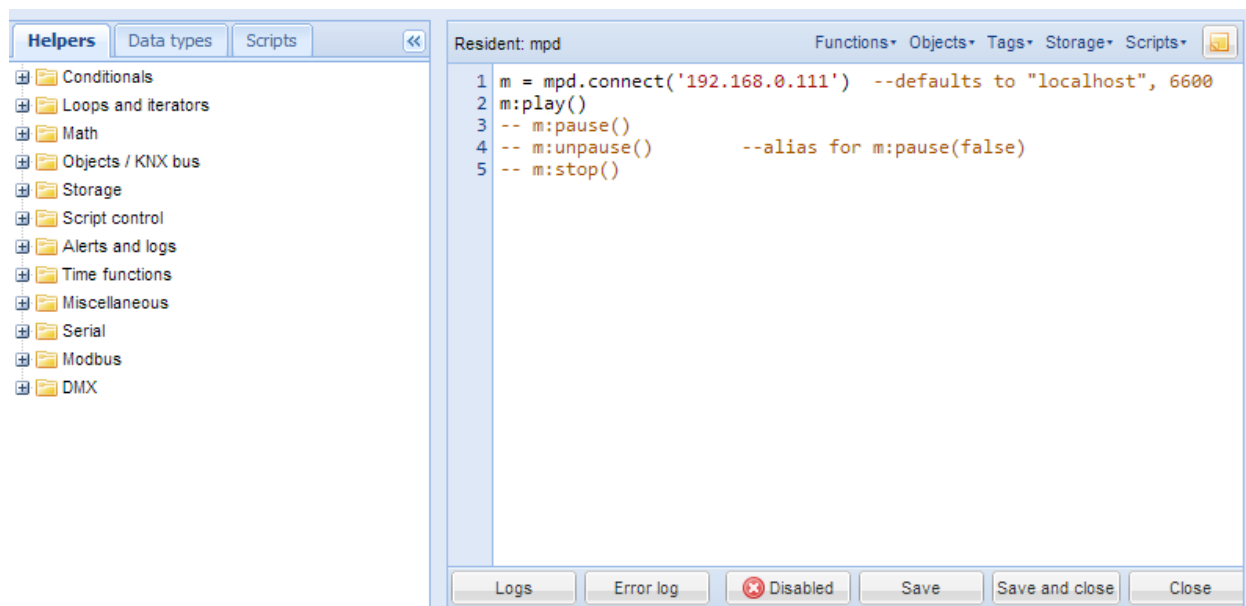 Helpers Data types Scripts
Conditionals
Loops and iterators
Math
Objects / KNX bus
Storage
Script control
Alerts and logs
Time functions
Miscellaneous
Serial
Modbus
DMX
Resident: mpd Functions Objects Tags Storage Scripts
1 m = mpd.connect('192.168.0.111')  --defaults to "localhost", 6600
2 m:play()
3 -- m:pause()
4 -- m:unpause()        --alias for m:pause(false)
5 -- m:stop()
Logs Error log Disabled Save Save and close Close